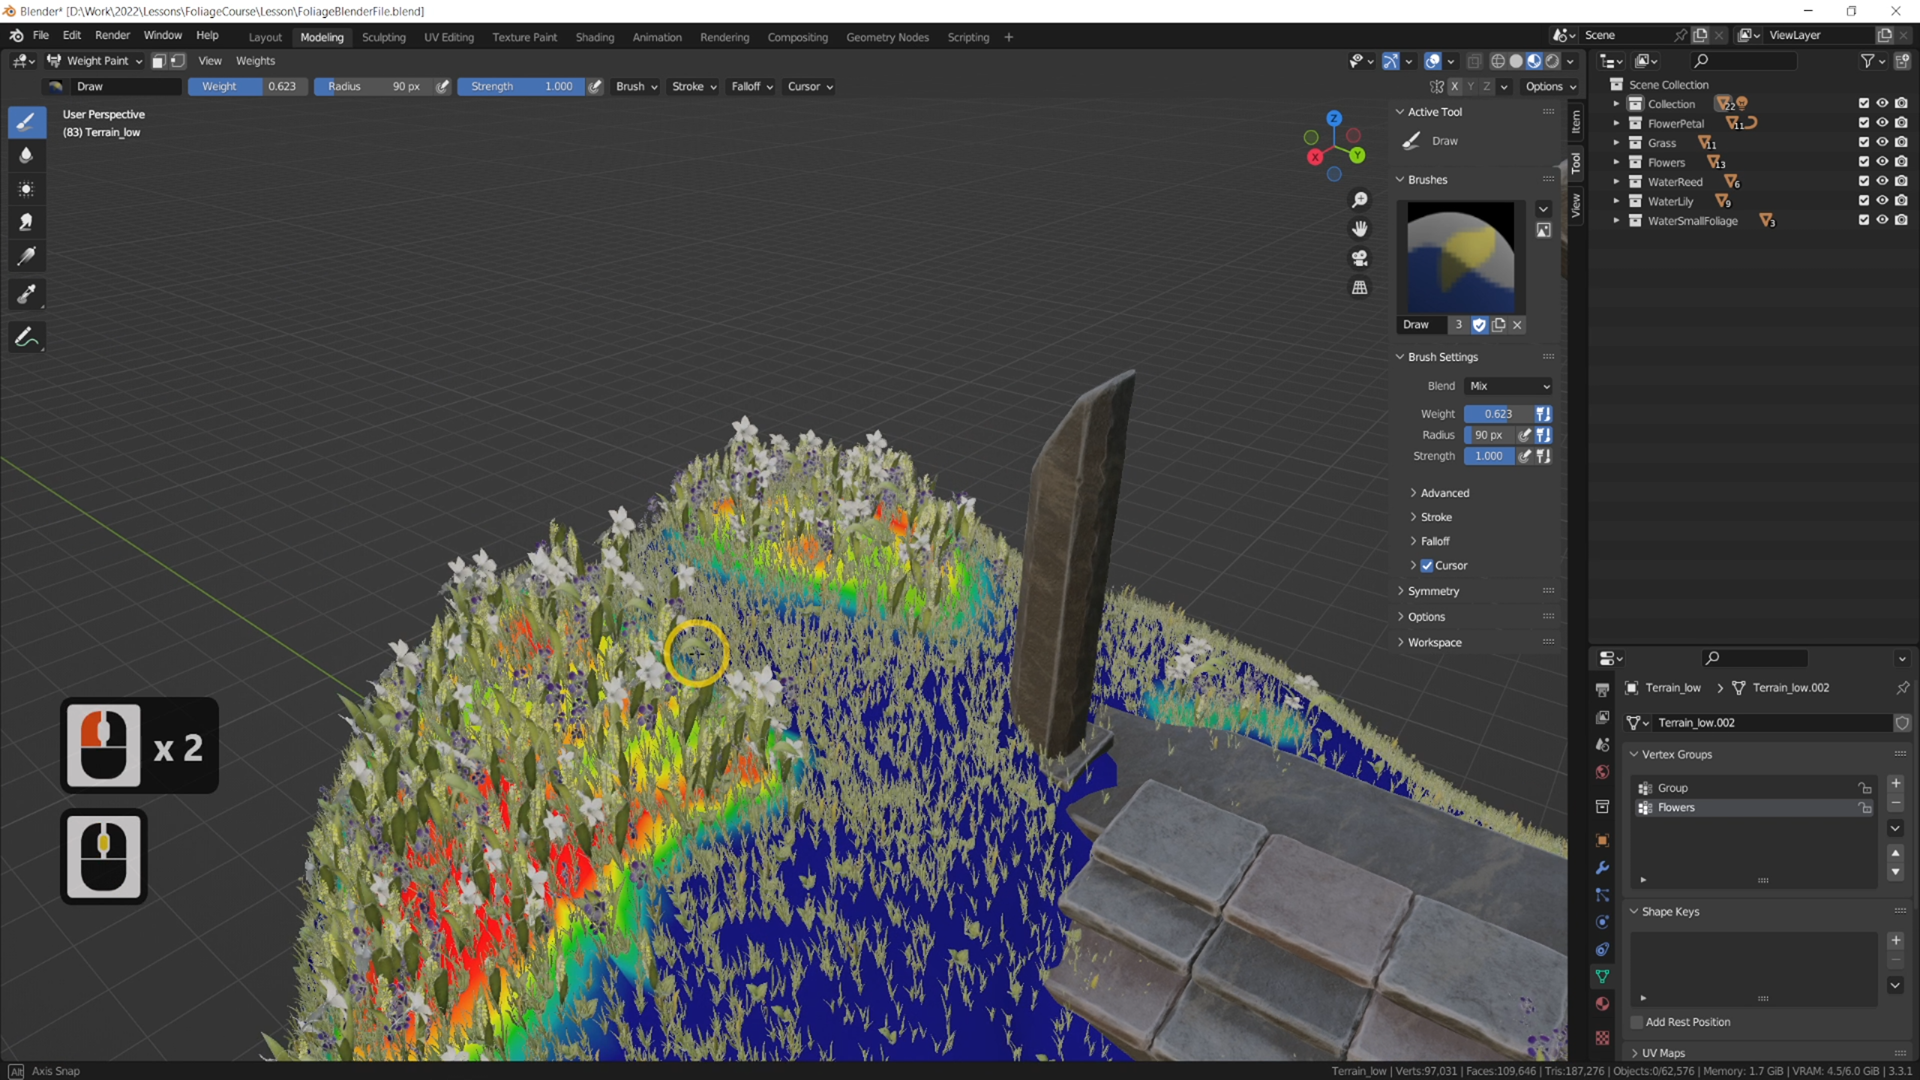 Blender* [D:\Work\2022\Lessons\FoliageCourse\Lesson\FoliageBlenderFile.blend]
File Edit Render Window Help Layout Modeling Sculpting UV Editing Texture Paint Shading Animation Rendering Compositing Geometry Nodes Scripting + Scene ViewLayer
Weight Paint View Weights
Draw Weight 0.623 Radius 90 px Strength 1.000 Brush Stroke Falloff Cursor X Y Z Options
User Perspective
(83) Terrain_low
Z
X
Y
Active Tool
Draw
Brushes
Draw 3
Brush Settings
Blend Mix
Weight 0.623
Radius 90 px
Strength 1.000
Advanced
Stroke
Falloff
Cursor
Symmetry
Options
Workspace
Item
Tool
View
Scene Collection
Collection 22
FlowerPetal 11
Grass 11
Flowers 13
WaterReed 6
WaterLily 9
WaterSmallFoliage 3
Terrain_low > Terrain_low.002
Terrain_low.002
Vertex Groups
Group
Flowers
Shape Keys
Add Rest Position
UV Maps
x 2
Alt Axis Snap
Terrain_low | Verts:97,031 | Faces:109,646 | Tris:187,276 | Objects:0/62,576 | Memory: 1.7 GiB | VRAM: 4.5/6.0 GiB | 3.3.1